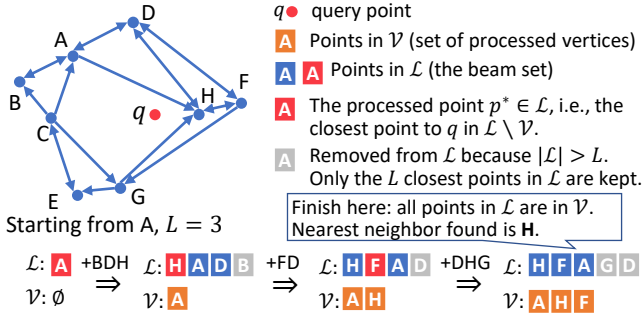 D
A
F
q
H
B
C
E
G
q query point
A Points in 𝒱 (set of processed vertices)
A A Points in ℒ (the beam set)
A The processed point p* ∈ ℒ, i.e., the
closest point to q in ℒ \ 𝒱.
A Removed from ℒ because |ℒ| > L.
Only the L closest points in ℒ are kept.
Starting from A, L = 3
Finish here: all points in ℒ are in 𝒱.
Nearest neighbor found is H.
ℒ: A +BDH ⇒ ℒ: H A D B +FD ⇒ ℒ: H F A D +DHG ⇒ ℒ: H F A G D
𝒱: ∅ 𝒱: A 𝒱: A H 𝒱: A H F